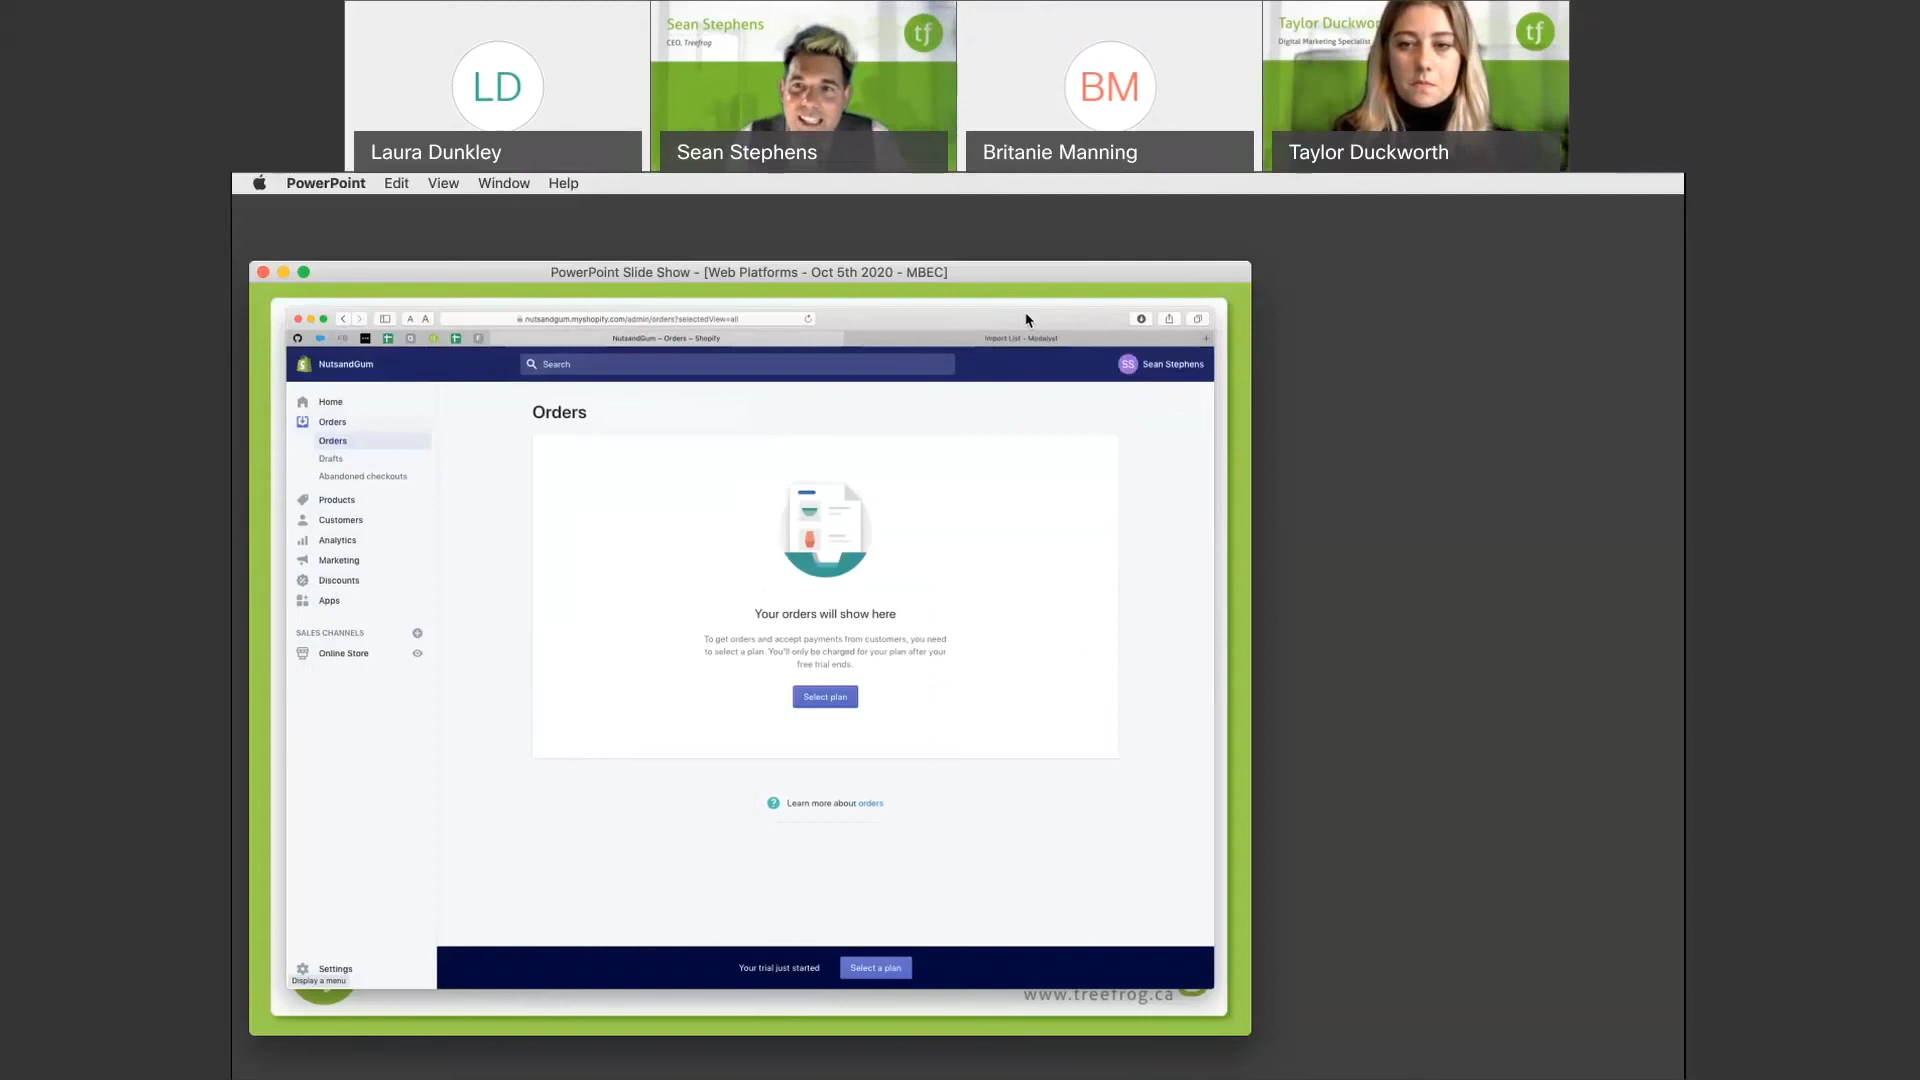 LD
Laura Dunkley
Sean Stephens
CEO, Treefrog
tf
Sean Stephens
BM
Britanie Manning
Taylor Duckwor
Digital Marketing Specialist
tf
Taylor Duckworth
PowerPoint Edit View Window Help
PowerPoint Slide Show - [Web Platforms - Oct 5th 2020 - MBEC]
A A
nutsandgum.myshopify.com/admin/orders?selectedView=all
NutsandGum – Orders – Shopify
Import List - Modalyst
NutsandGum
Search
SS
Sean Stephens
Home
Orders
Orders
Drafts
Abandoned checkouts
Products
Customers
Analytics
Marketing
Discounts
Apps
SALES CHANNELS
Online Store
Settings
Display a menu
Orders
Your orders will show here
To get orders and accept payments from customers, you need
to select a plan. You'll only be charged for your plan after your
free trial ends.
Select plan
? Learn more about orders
Your trial just started
Select a plan
www.treefrog.ca